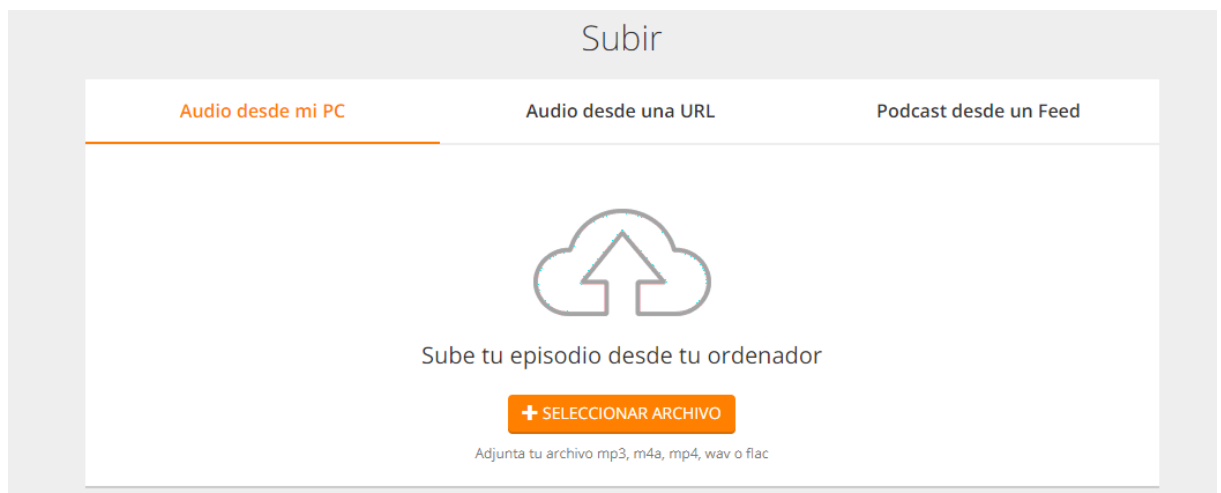 Subir
Audio desde mi PC
Audio desde una URL
Podcast desde un Feed
Sube tu episodio desde tu ordenador
+ SELECCIONAR ARCHIVO
Adjunta tu archivo mp3, m4a, mp4, wav o flac